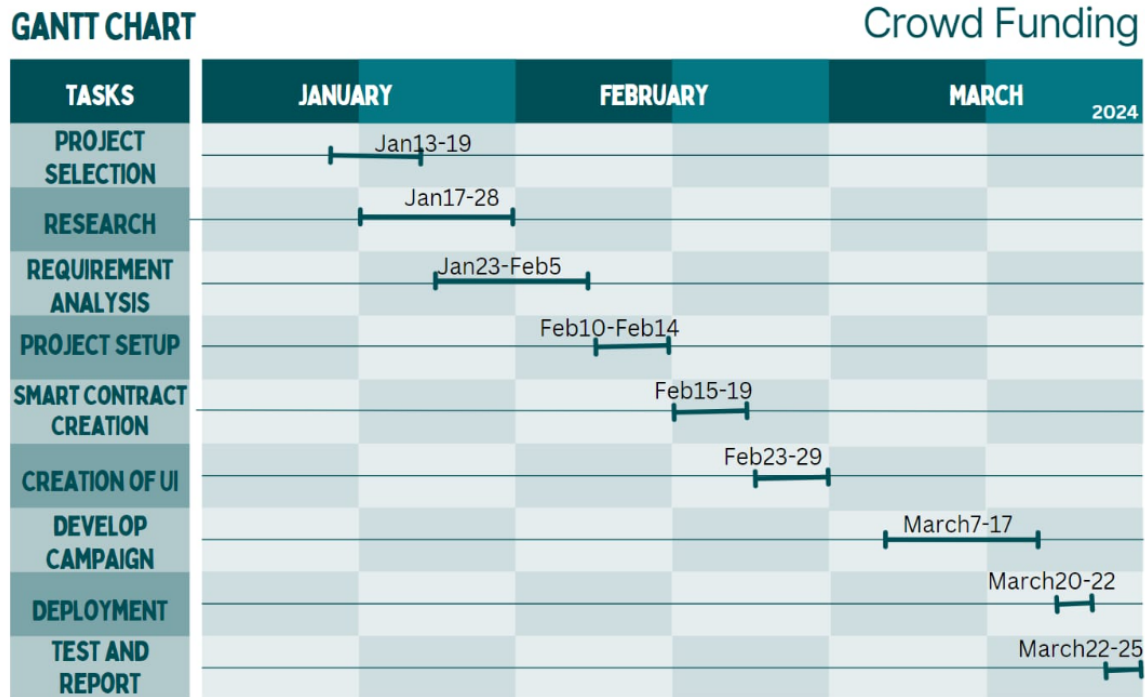 GANTT CHART
Crowd Funding
TASKS
JANUARY
FEBRUARY
MARCH
2024
PROJECT
SELECTION
Jan13-19
RESEARCH
Jan17-28
REQUIREMENT
ANALYSIS
Jan23-Feb5
PROJECT SETUP
Feb10-Feb14
SMART CONTRACT
CREATION
Feb15-19
CREATION OF UI
Feb23-29
DEVELOP
CAMPAIGN
March7-17
DEPLOYMENT
March20-22
TEST AND
REPORT
March22-25